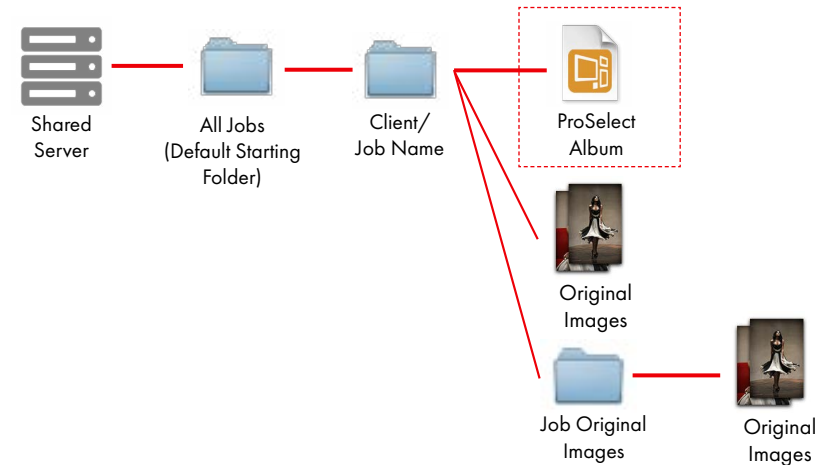 Shared
Server
All Jobs
(Default Starting
Folder)
Client/
Job Name
ProSelect
Album
Original
Images
Job Original
Images
Original
Images